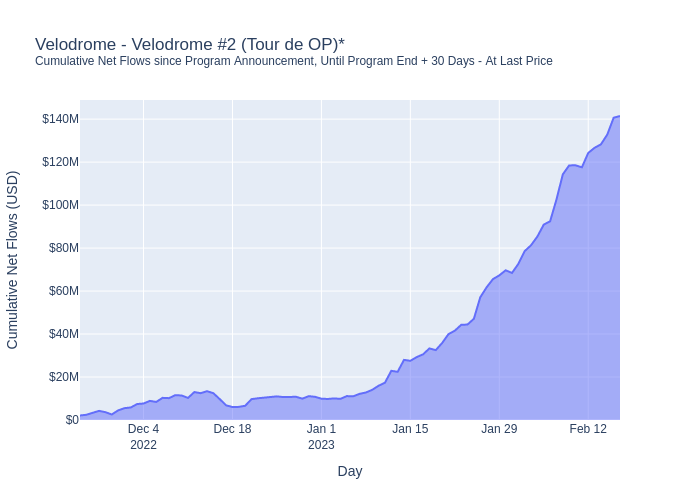 Velodrome - Velodrome #2 (Tour de OP)*
Cumulative Net Flows since Program Announcement, Until Program End + 30 Days - At Last Price
Cumulative Net Flows (USD)
$140M
$120M
$100M
$80M
$60M
$40M
$20M
$0
Dec 4
2022
Dec 18
Jan 1
2023
Jan 15
Jan 29
Feb 12
Day